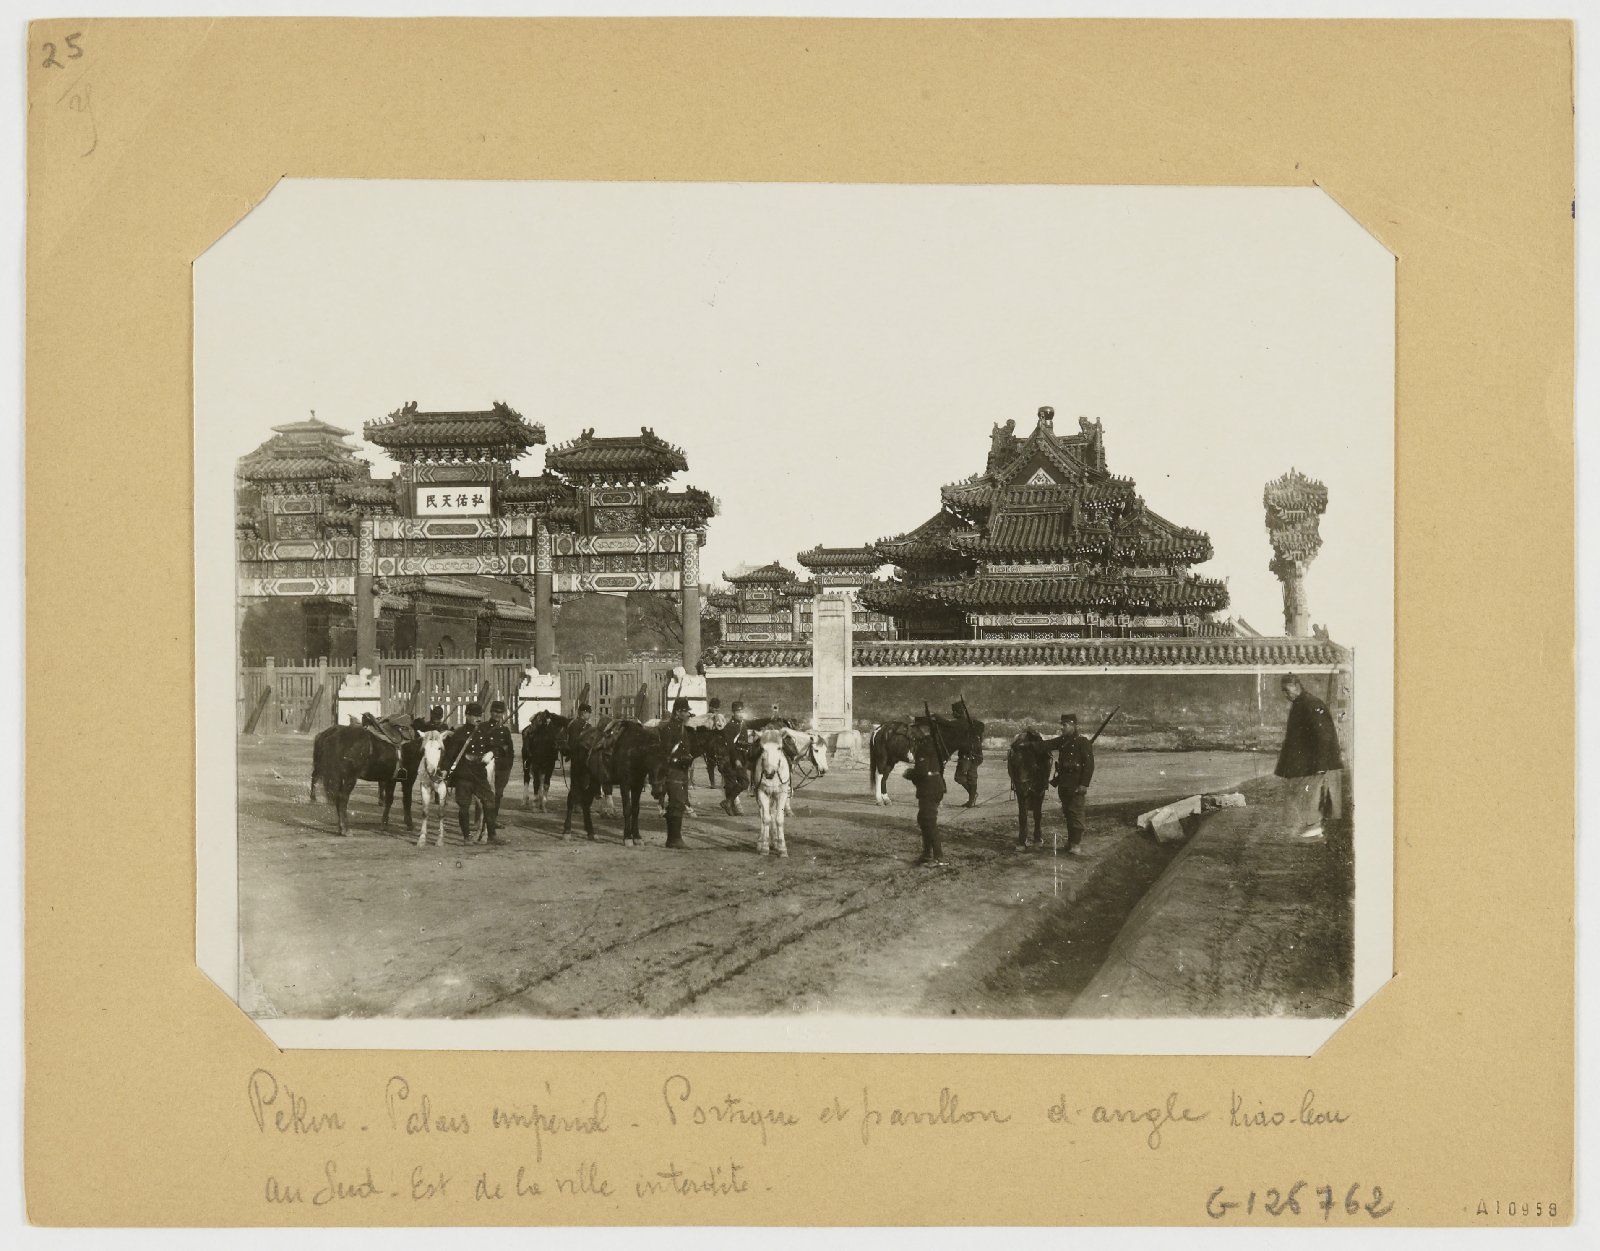 25
弘佑天民
Pékin - Palais impérial - Portique et pavillon d'angle Kiao-leou
au Sud-Est de la ville interdite -
G-126762
A10958